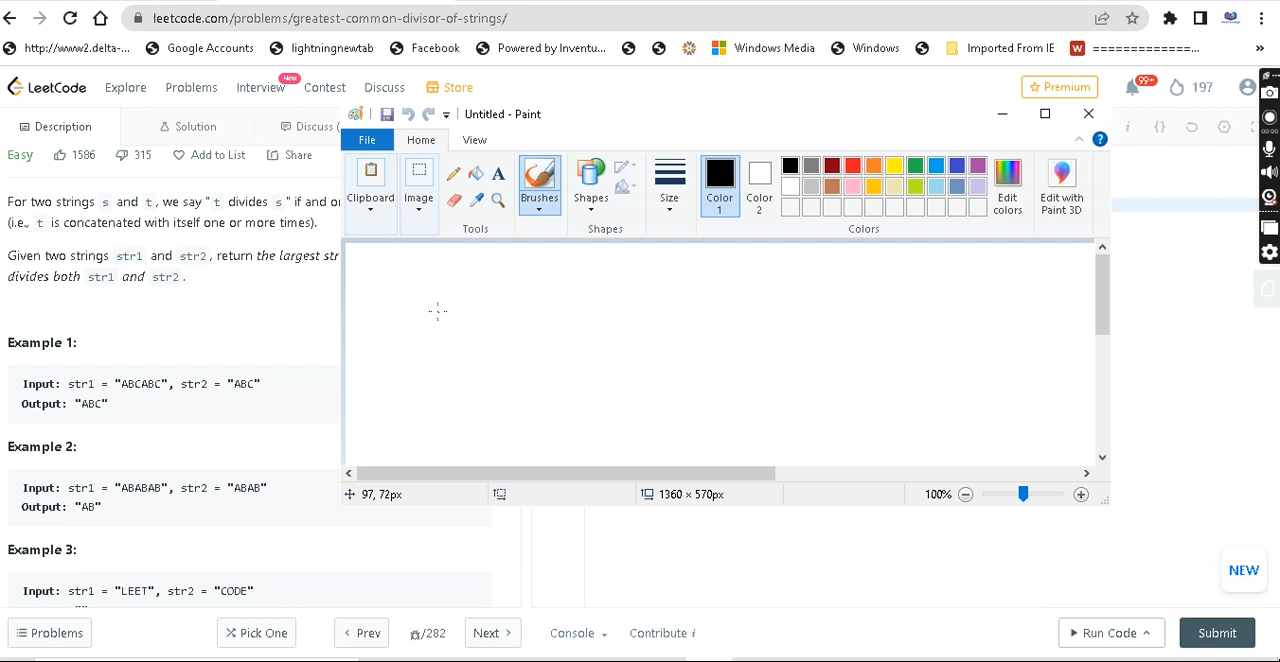 leetcode.com/problems/greatest-common-divisor-of-strings/
http://www2.delta-... Google Accounts lightningnewtab Facebook Powered by Inventu... Windows Media Windows Imported From IE W =============... »
LeetCode Explore Problems Interview New Contest Discuss Store Premium 99+ 197
Untitled - Paint
Description Solution Discuss (
File Home View
Easy 1586 315 Add to List Share
Clipboard Image Tools Brushes Shapes Shapes Size Color 1 Color 2 Colors Edit colors Edit with Paint 3D
00:00
For two strings s and t, we say "t divides s" if and on
(i.e., t is concatenated with itself one or more times).
Given two strings str1 and str2, return the largest str
divides both str1 and str2.
Example 1:
Input: str1 = "ABCABC", str2 = "ABC"
Output: "ABC"
Example 2:
Input: str1 = "ABABAB", str2 = "ABAB"
97, 72px 1360 × 570px 100%
Output: "AB"
Example 3:
Input: str1 = "LEET", str2 = "CODE"
NEW
Problems Pick One Prev /282 Next Console Contribute i Run Code Submit